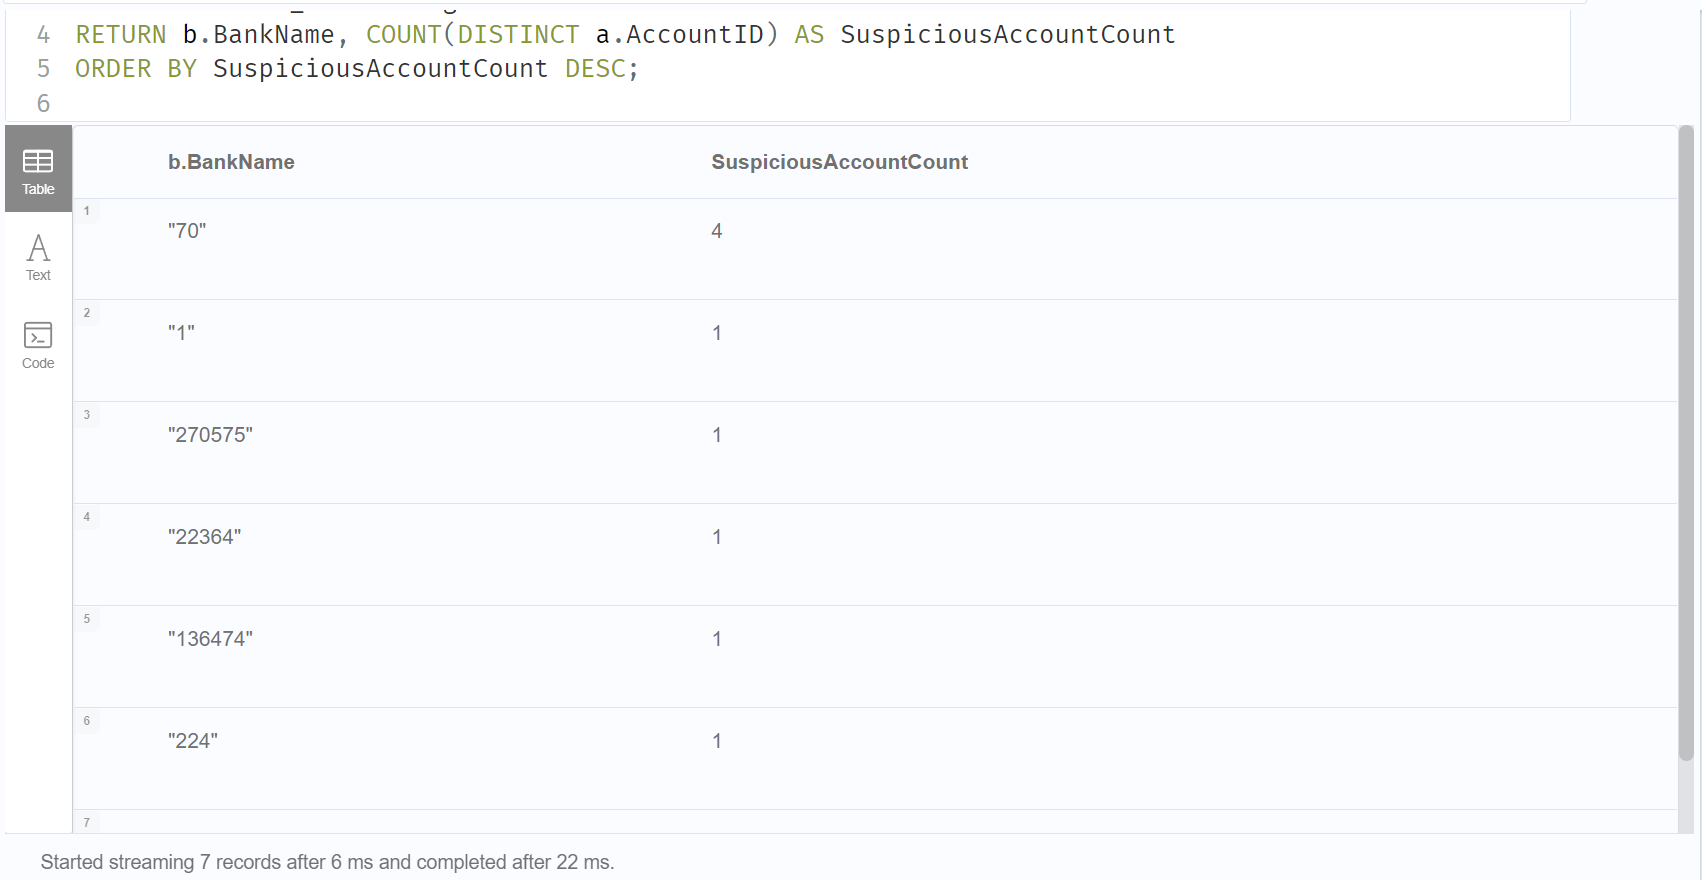 4 RETURN b.BankName, COUNT(DISTINCT a.AccountID) AS SuspiciousAccountCount
5 ORDER BY SuspiciousAccountCount DESC;
6
Table
Text
Code
b.BankName SuspiciousAccountCount
1 "70" 4
2 "1" 1
3 "270575" 1
4 "22364" 1
5 "136474" 1
6 "224" 1
7
Started streaming 7 records after 6 ms and completed after 22 ms.